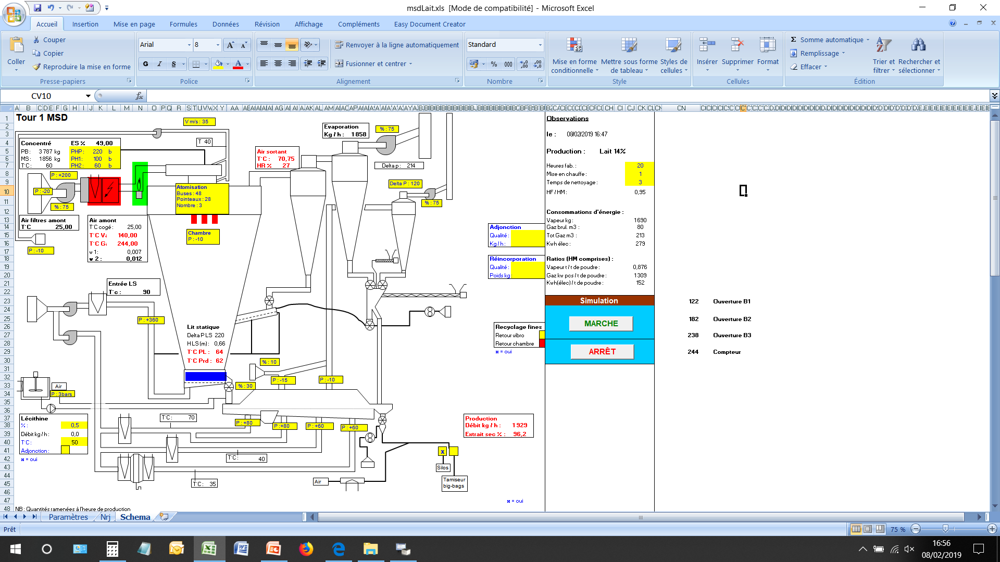 msdLait.xls [Mode de compatibilité] - Microsoft Excel
Accueil Insertion Mise en page Formules Données Révision Affichage Compléments Easy Document Creator
Coller
Couper
Copier
Reproduire la mise en forme
Presse-papiers
Arial 8
G I S
Police
Renvoyer à la ligne automatiquement
Fusionner et centrer
Alignement
Standard
% 000
Nombre
Mise en forme conditionnelle
Mettre sous forme de tableau
Styles de cellules
Style
Insérer Supprimer Format
Cellules
Σ Somme automatique
Remplissage
Effacer
Trier et filtrer
Rechercher et sélectionner
Édition
CV10
Tour 1 MSD
V m/s : 35
T 40
Concentré ES % 49,00
PB : 3 787 kg PHP : 220 b
MS : 1856 kg PH1 : 100 b
T°C : 60 PH2 : 60 b
P : +200
P : -20
% : 75
Air filtres amont
T°C 25,00
Air amont
T°C cogé : 25,00
T°C Va 140,00
T°C Ga 244,00
w 1 : 0,007
w 2 : 0,012
P : -10
Atomisation
Buses : 48
Pointeaux : 28
Nombre : 3
Chambre
P : -10
Air sortant
T°C : 70,75
HR % 27
Evaporation
Kg / h : 1 858
% : 75
Delta p : 214
Delta P : 120
% : 75
Entrée LS
T°c : 90
P : +360
Lit statique
Delta P LS 220
H LS (m) : 0,66
T°C PL : 64
T°C Prd : 62
% : 10
P : -15
P : -10
% : 30
Air
P : 3bars
Lécithine
% : 0,5
Débit kg / h : 0,0
T°C : 50
Adjonction :
x = oui
T°C : 70
P : +80
P : +80
P : +60
P : +60
T°C : 40
T°C : 35
Air
x
Silos
Tamiseur
big-bags
Production
Débit kg / h : 1 929
Extrait sec % : 96,2
x = oui
NB : Quantités ramenées à l'heure de production
Adjonction
Qualité :
Kg / h :
Réincorporation
Qualité :
Poids kg :
Recyclage fines
Retour vibro
Retour chambre
x = oui
Observations
le : 08/02/2019 16:47
Production : Lait 14%
Heures fab. : 20
Mise en chauffe : 1
Temps de nettoyage : 3
HF / HM : 0,95
Consommations d'énergie :
Vapeur kg : 1690
Gaz brul. m3 : 80
Tot Gaz m3 : 213
Kwh élec : 279
Ratios (HM comprises) :
Vapeur t / t de poudre : 0,876
Gaz kw pcs / t de poudre : 1309
Kwh(élec) / t de poudre : 152
Simulation
MARCHE
ARRÊT
122 Ouverture B1
182 Ouverture B2
238 Ouverture B3
244 Compteur
Paramètres Nrj Schema
Prêt
75 %
16:56
08/02/2019